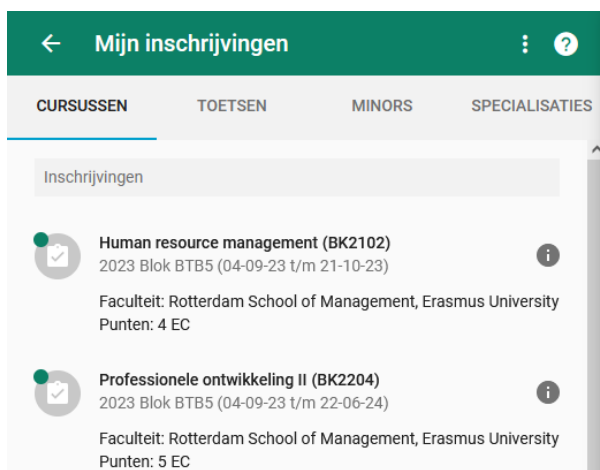 Mijn inschrijvingen
CURSUSSEN TOETSEN MINORS SPECIALISATIES
Inschrijvingen
Human resource management (BK2102)
2023 Blok BTB5 (04-09-23 t/m 21-10-23)
Faculteit: Rotterdam School of Management, Erasmus University
Punten: 4 EC
Professionele ontwikkeling II (BK2204)
2023 Blok BTB5 (04-09-23 t/m 22-06-24)
Faculteit: Rotterdam School of Management, Erasmus University
Punten: 5 EC